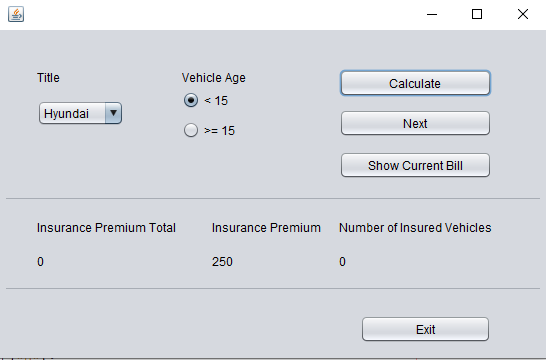 Title
Vehicle Age
Hyundai
< 15
>= 15
Calculate
Next
Show Current Bill
Insurance Premium Total
Insurance Premium
Number of Insured Vehicles
0
250
0
Exit